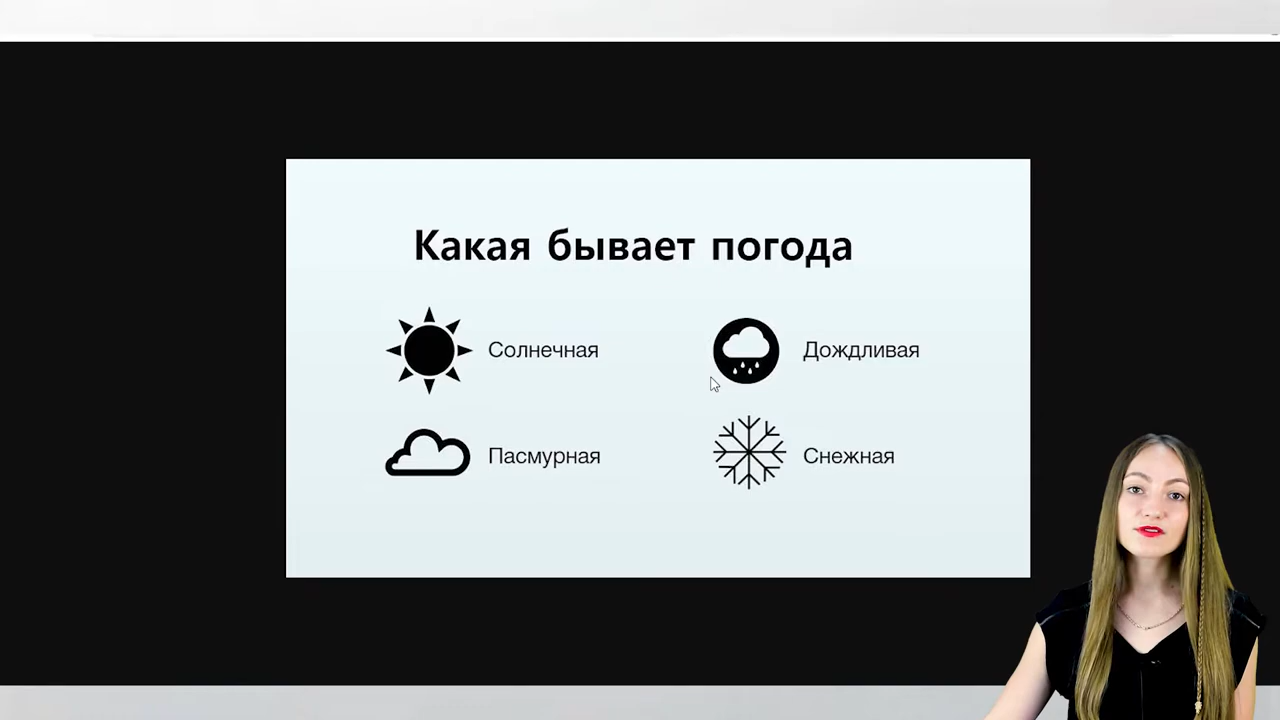 Какая бывает погода
Солнечная
Дождливая
Пасмурная
Снежная